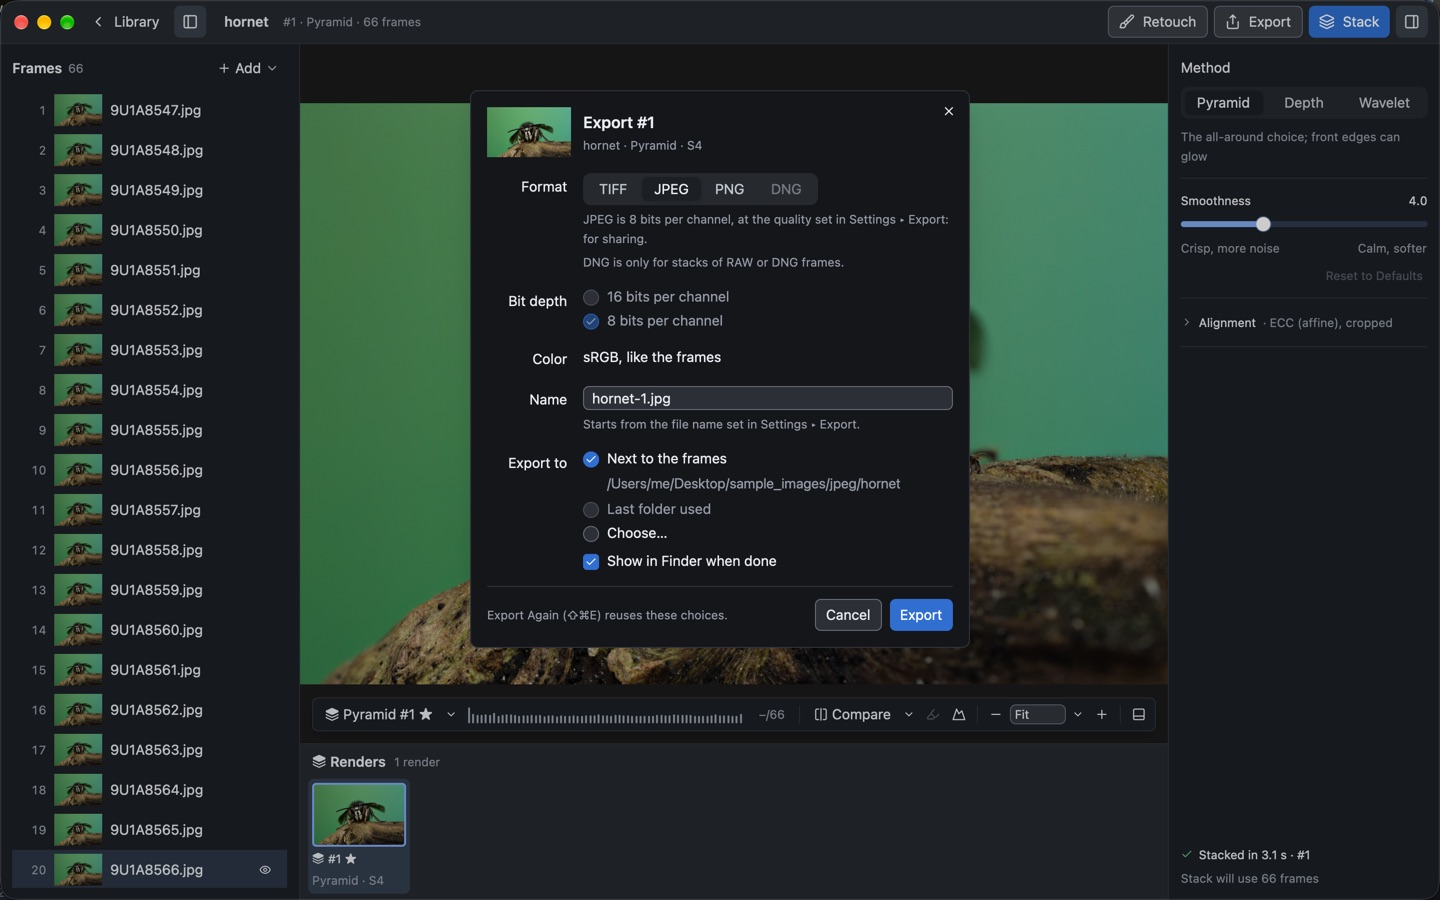 Library
hornet
#1 · Pyramid · 66 frames
Retouch
Export
Stack
Frames 66
Add
1 9U1A8547.jpg
2 9U1A8548.jpg
3 9U1A8549.jpg
4 9U1A8550.jpg
5 9U1A8551.jpg
6 9U1A8552.jpg
7 9U1A8553.jpg
8 9U1A8554.jpg
9 9U1A8555.jpg
10 9U1A8556.jpg
11 9U1A8557.jpg
12 9U1A8558.jpg
13 9U1A8559.jpg
14 9U1A8560.jpg
15 9U1A8561.jpg
16 9U1A8562.jpg
17 9U1A8563.jpg
18 9U1A8564.jpg
19 9U1A8565.jpg
20 9U1A8566.jpg
Export #1
hornet · Pyramid · S4
Format
TIFF JPEG PNG DNG
JPEG is 8 bits per channel, at the quality set in Settings ▸ Export:
for sharing.
DNG is only for stacks of RAW or DNG frames.
Bit depth
16 bits per channel
8 bits per channel
Color
sRGB, like the frames
Name
hornet-1.jpg
Starts from the file name set in Settings ▸ Export.
Export to
Next to the frames
/Users/me/Desktop/sample_images/jpeg/hornet
Last folder used
Choose...
Show in Finder when done
Export Again (⇧⌘E) reuses these choices.
Cancel
Export
Pyramid #1 ★
–/66
Compare
Fit
Renders 1 render
#1 ★
Pyramid · S4
Method
Pyramid Depth Wavelet
The all-around choice; front edges can
glow
Smoothness 4.0
Crisp, more noise Calm, softer
Reset to Defaults
Alignment · ECC (affine), cropped
Stacked in 3.1 s · #1
Stack will use 66 frames